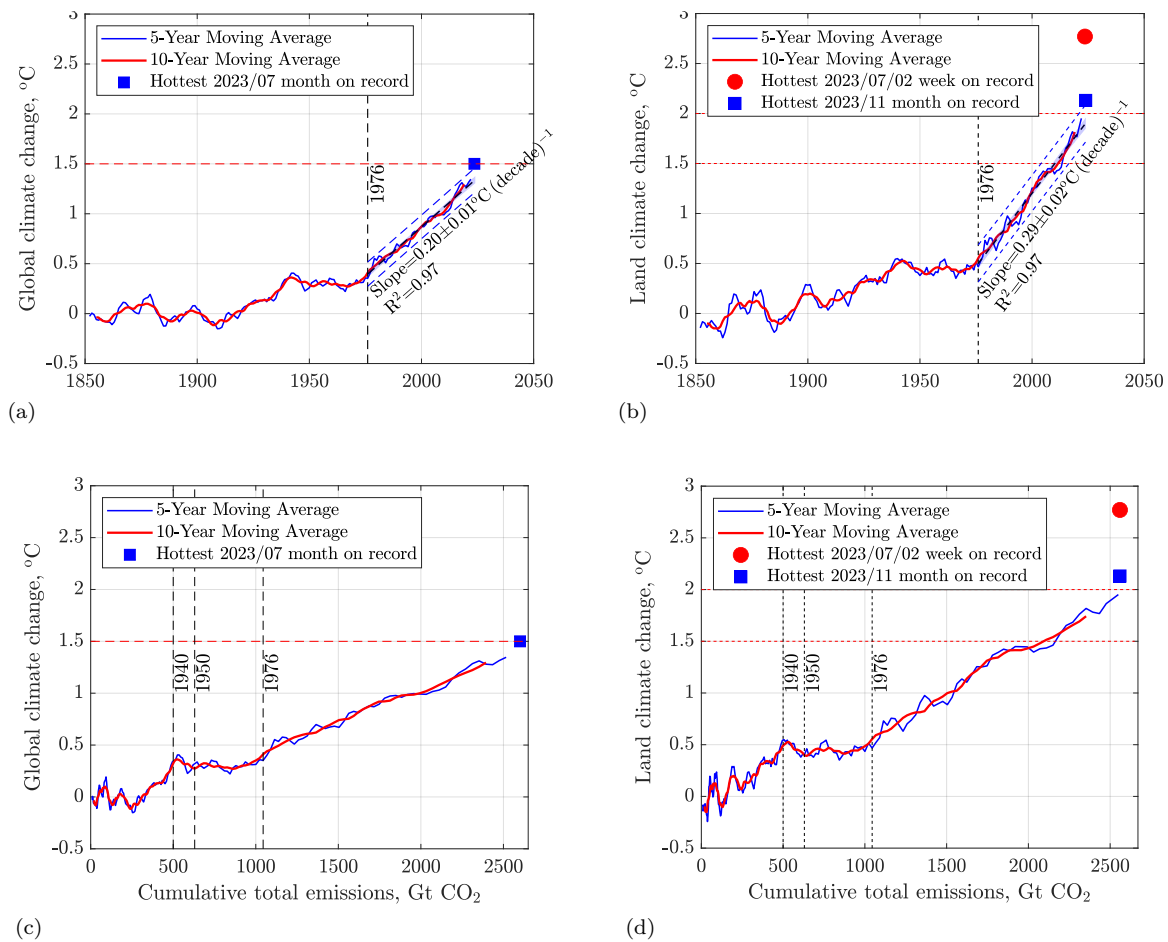 Global climate change, °C
3
2.5
2
1.5
1
0.5
0
-0.5
5-Year Moving Average
10-Year Moving Average
Hottest 2023/07 month on record
1976
Slope=0.20±0.01°C (decade)⁻¹
R²=0.97
1850
1900
1950
2000
2050
(a)
Land climate change, °C
3
2.5
2
1.5
1
0.5
0
-0.5
5-Year Moving Average
10-Year Moving Average
Hottest 2023/07/02 week on record
Hottest 2023/11 month on record
1976
Slope=0.29±0.02°C (decade)⁻¹
R²=0.97
1850
1900
1950
2000
2050
(b)
Global climate change, °C
3
2.5
2
1.5
1
0.5
0
-0.5
5-Year Moving Average
10-Year Moving Average
Hottest 2023/07 month on record
1940
1950
1976
0
500
1000
1500
2000
2500
Cumulative total emissions, Gt CO₂
(c)
Land climate change, °C
3
2.5
2
1.5
1
0.5
0
-0.5
5-Year Moving Average
10-Year Moving Average
Hottest 2023/07/02 week on record
Hottest 2023/11 month on record
1940
1950
1976
0
500
1000
1500
2000
2500
Cumulative total emissions, Gt CO₂
(d)